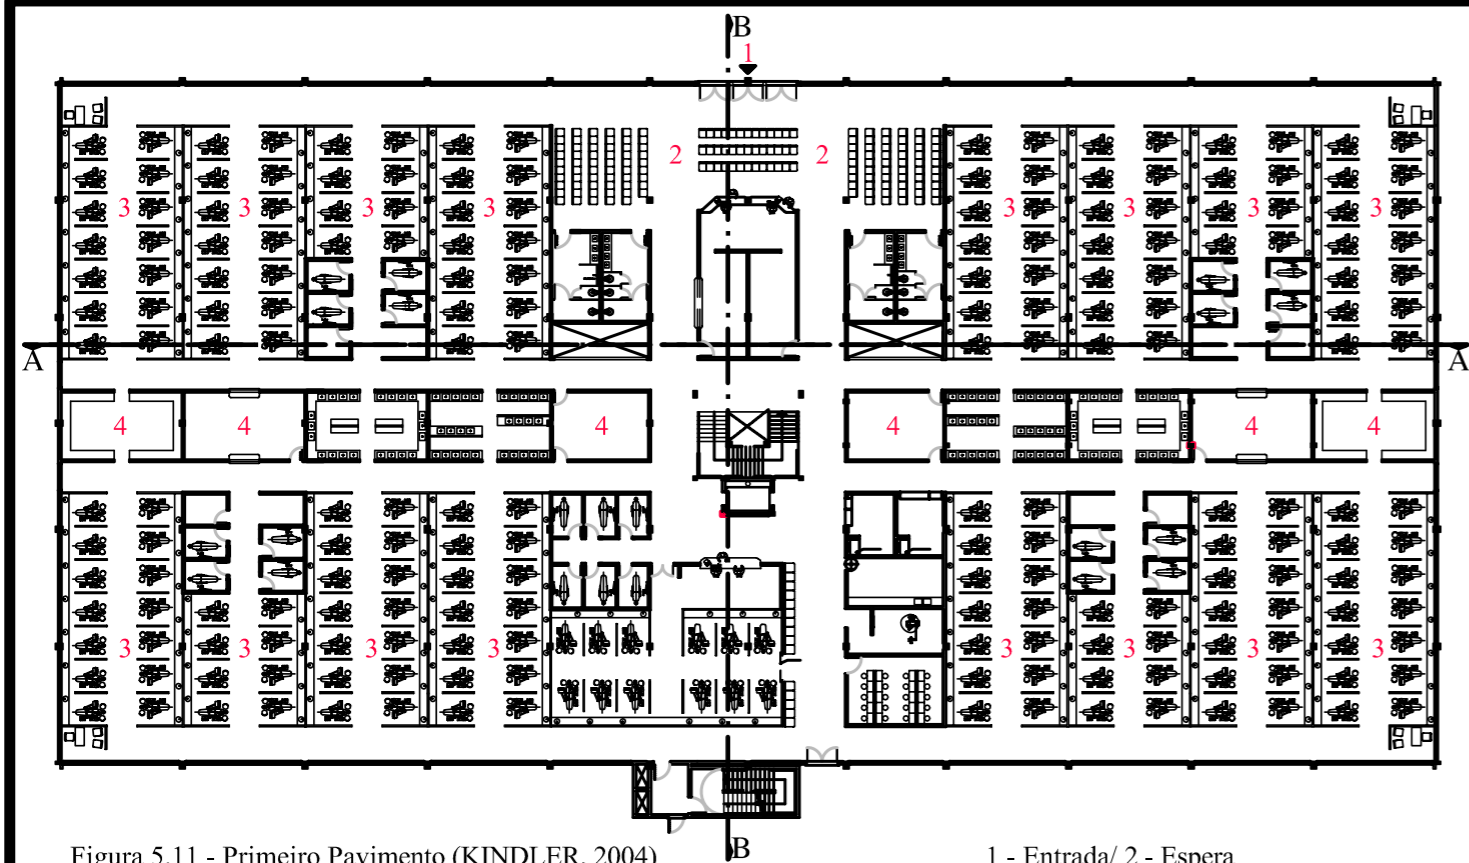 B
1
2 2
3 3 3 3 3 3 3 3
A A
4 4 4 4 4 4
3 3 3 3 3 3 3 3
B
Figura 5.11 - Primeiro Pavimento (KINDLER, 2004)
1 - Entrada/ 2 - Espera